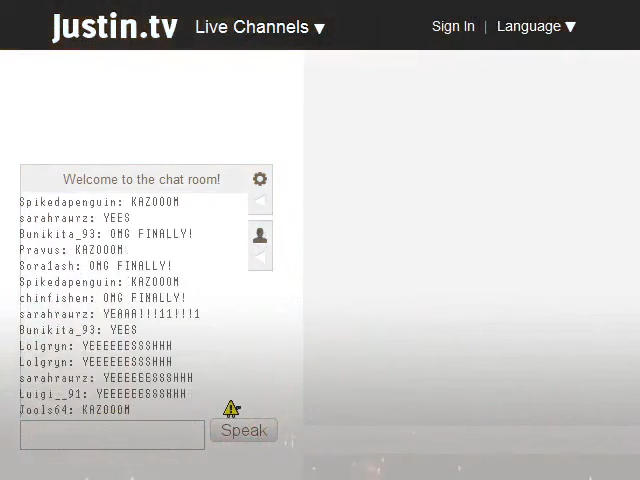 Justin.tv Live Channels ▼ Sign In | Language ▼
Welcome to the chat room!
Spikedapenguin: KAZOOOM
sarahrawrz: YEES
Bunikita_93: OMG FINALLY!
Pravus: KAZOOOM
Sora1ash: OMG FINALLY!
Spikedapenguin: KAZOOOM
chinfishem: OMG FINALLY!
sarahrawrz: YEAAA!!!11!!!1
Bunikita_93: YEES
Lolgryn: YEEEEEESSSHHH
Lolgryn: YEEEEEESSSHHH
sarahrawrz: YEEEEEESSSHHH
Luigi__91: YEEEEEESSSHHH
Jools64: KAZOOOM
Speak